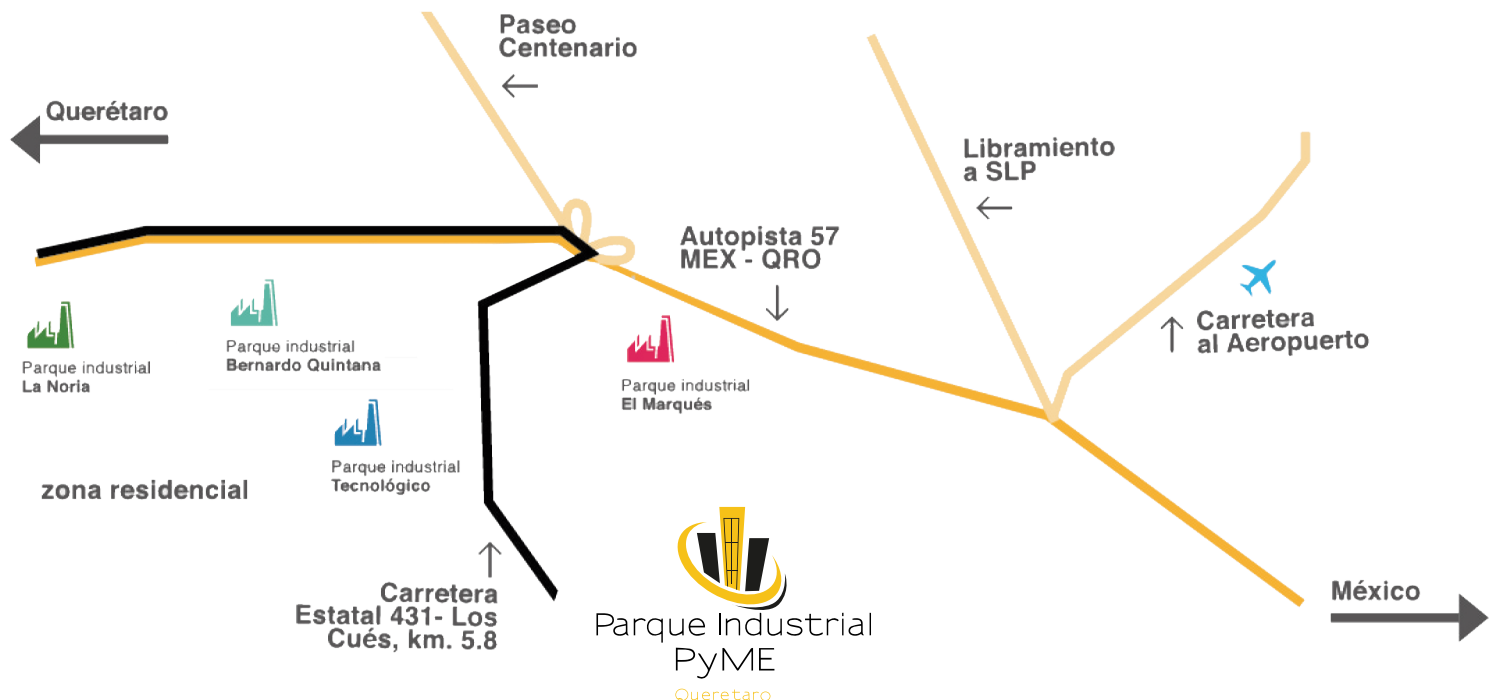 Paseo
Centenario
Querétaro
Libramiento
a SLP
Autopista 57
MEX - QRO
Carretera
al Aeropuerto
Parque industrial
La Noria
Parque industrial
Bernardo Quintana
Parque industrial
El Marqués
Parque industrial
Tecnológico
zona residencial
Carretera
Estatal 431- Los
Cués, km. 5.8
Parque Industrial
PyME
Queretaro
México